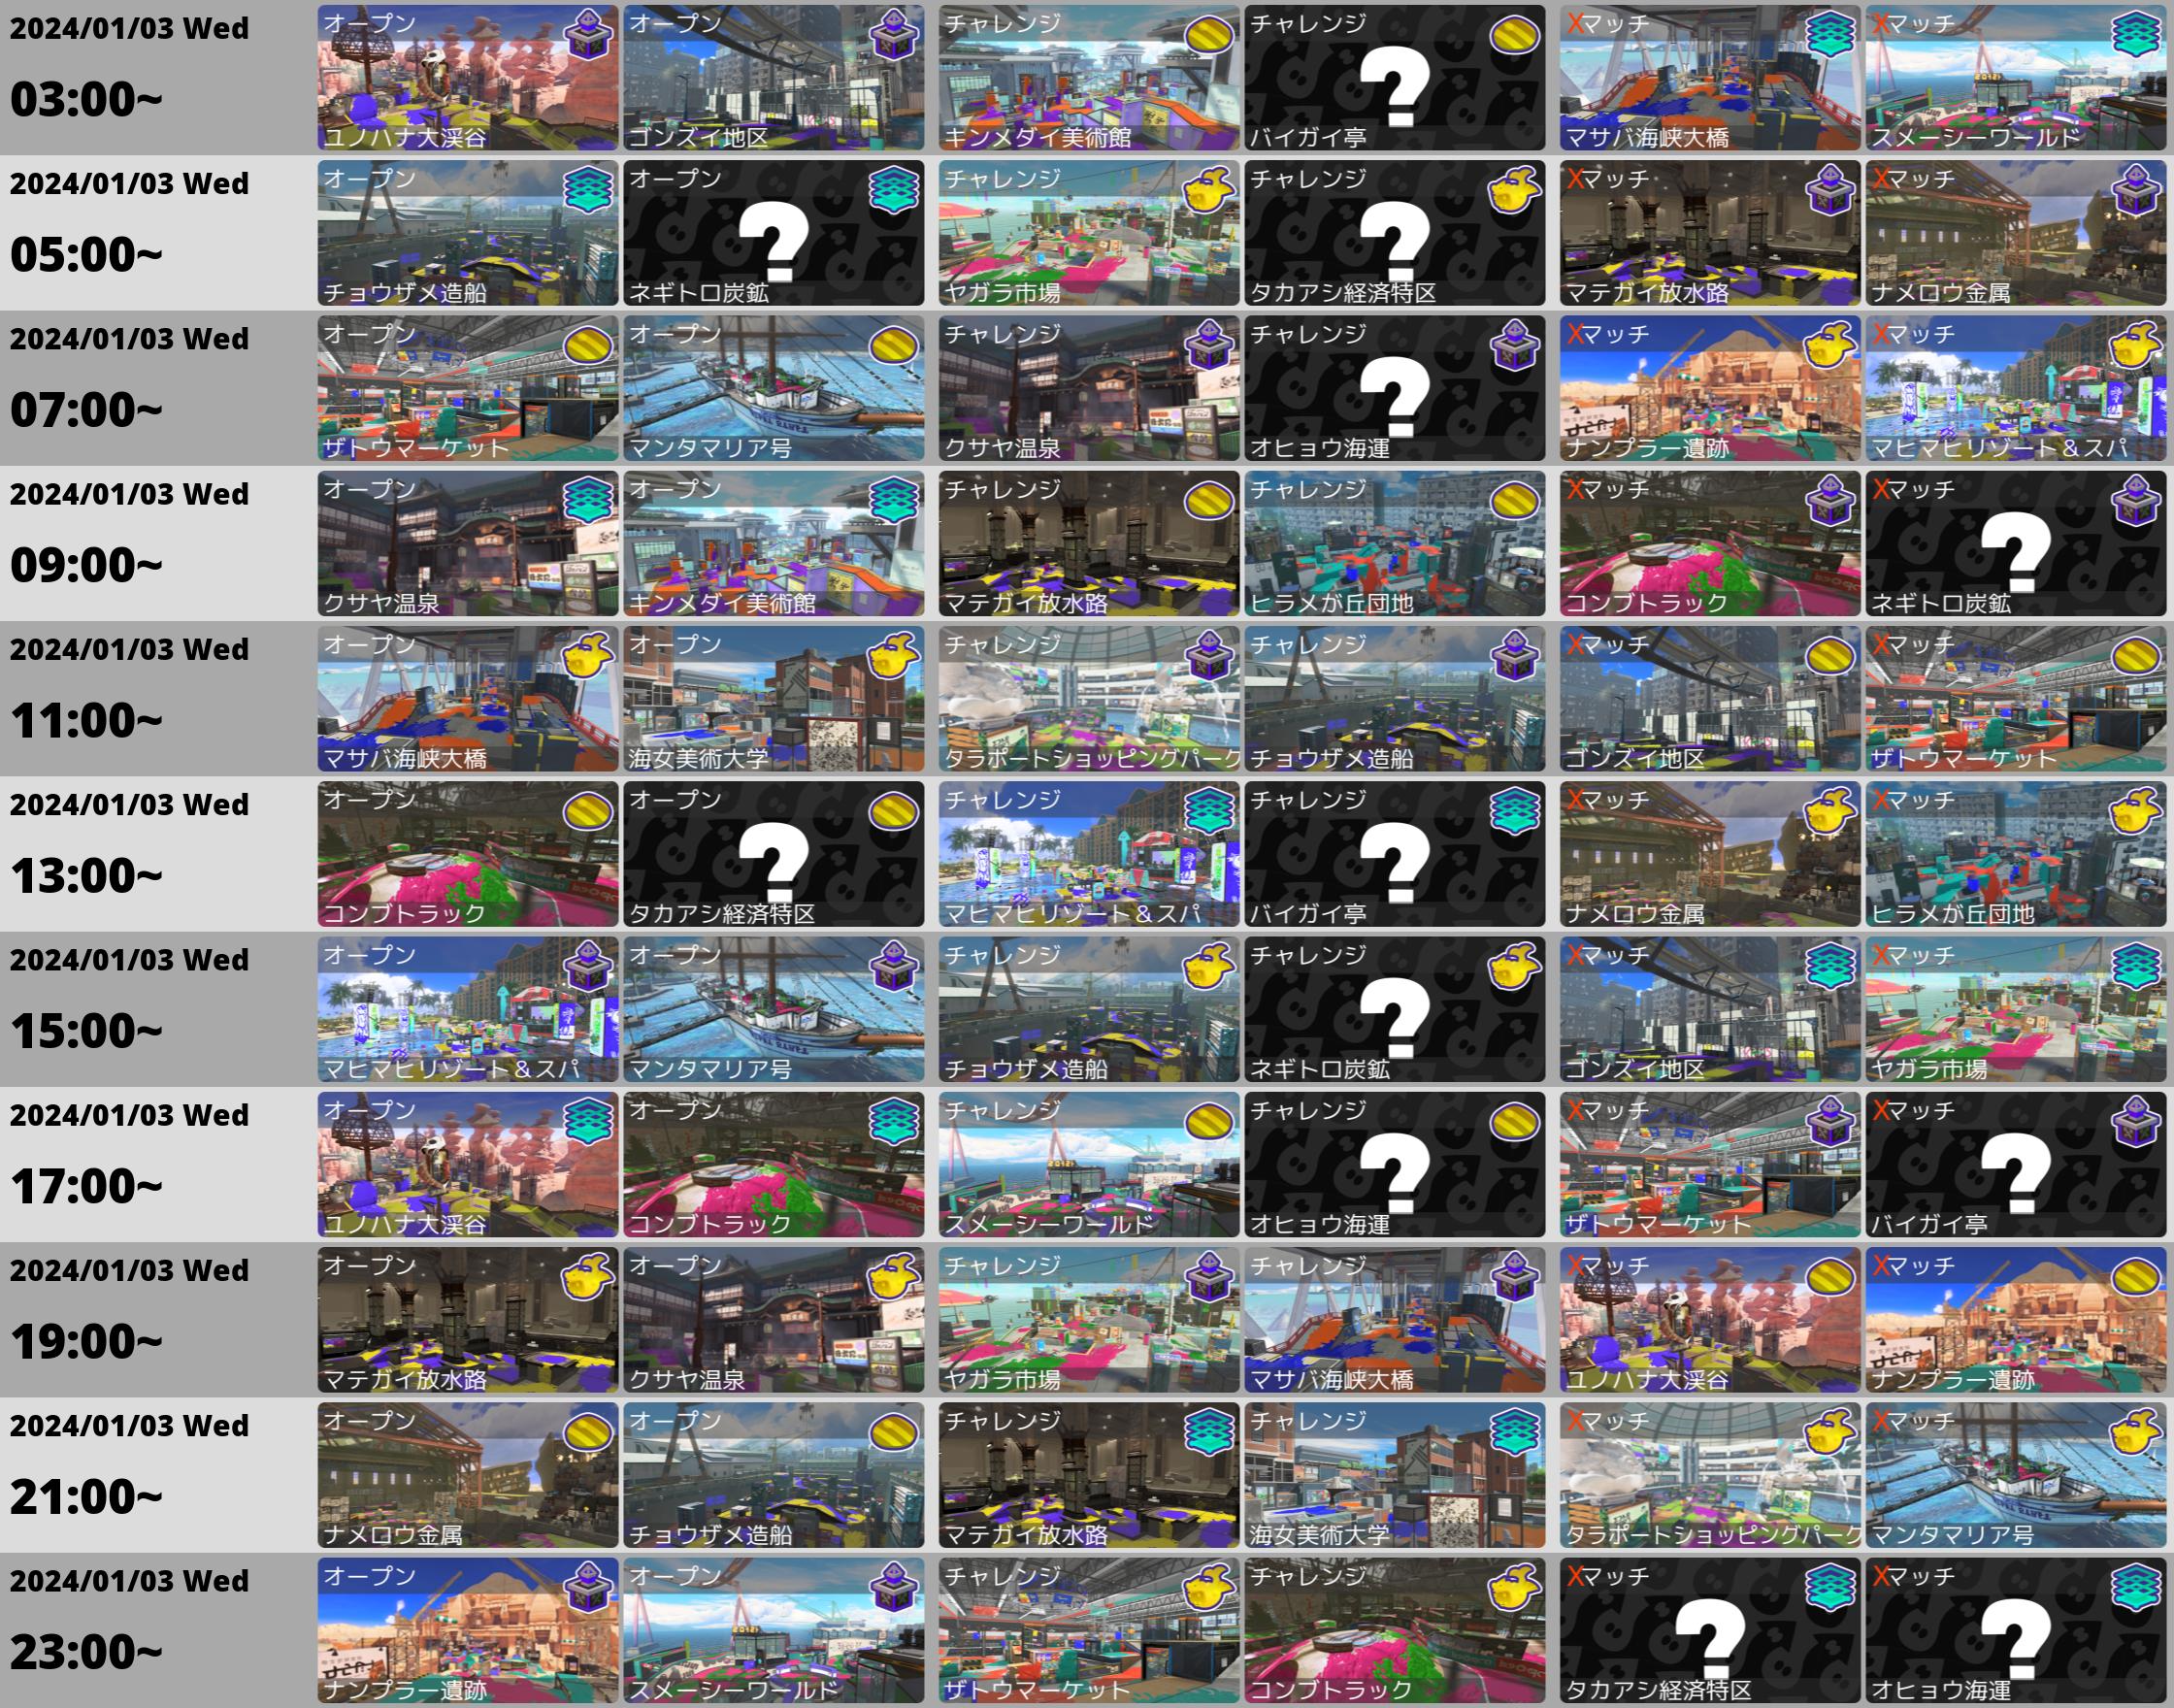 2024/01/03 Wed
03:00~
オープン オープン チャレンジ チャレンジ Xマッチ Xマッチ
ユノハナ大渓谷 ゴンズイ地区 キンメダイ美術館 バイガイ亭 マサバ海峡大橋 スメーシーワールド
2024/01/03 Wed
05:00~
オープン オープン チャレンジ チャレンジ Xマッチ Xマッチ
チョウザメ造船 ネギトロ炭鉱 ヤガラ市場 タカアシ経済特区 マテガイ放水路 ナメロウ金属
2024/01/03 Wed
07:00~
オープン オープン チャレンジ チャレンジ Xマッチ Xマッチ
ザトウマーケット マンタマリア号 クサヤ温泉 オヒョウ海運 ナンプラー遺跡 マヒマヒリゾート＆スパ
2024/01/03 Wed
09:00~
オープン オープン チャレンジ チャレンジ Xマッチ Xマッチ
クサヤ温泉 キンメダイ美術館 マテガイ放水路 ヒラメが丘団地 コンブトラック ネギトロ炭鉱
2024/01/03 Wed
11:00~
オープン オープン チャレンジ チャレンジ Xマッチ Xマッチ
マサバ海峡大橋 海女美術大学 タラポートショッピングパーク チョウザメ造船 ゴンズイ地区 ザトウマーケット
2024/01/03 Wed
13:00~
オープン オープン チャレンジ チャレンジ Xマッチ Xマッチ
コンブトラック タカアシ経済特区 マヒマヒリゾート＆スパ バイガイ亭 ナメロウ金属 ヒラメが丘団地
2024/01/03 Wed
15:00~
オープン オープン チャレンジ チャレンジ Xマッチ Xマッチ
マヒマヒリゾート＆スパ マンタマリア号 チョウザメ造船 ネギトロ炭鉱 ゴンズイ地区 ヤガラ市場
2024/01/03 Wed
17:00~
オープン オープン チャレンジ チャレンジ Xマッチ Xマッチ
ユノハナ大渓谷 コンブトラック スメーシーワールド オヒョウ海運 ザトウマーケット バイガイ亭
2024/01/03 Wed
19:00~
オープン オープン チャレンジ チャレンジ Xマッチ Xマッチ
マテガイ放水路 クサヤ温泉 ヤガラ市場 マサバ海峡大橋 ユノハナ大渓谷 ナンプラー遺跡
2024/01/03 Wed
21:00~
オープン オープン チャレンジ チャレンジ Xマッチ Xマッチ
ナメロウ金属 チョウザメ造船 マテガイ放水路 海女美術大学 タラポートショッピングパーク マンタマリア号
2024/01/03 Wed
23:00~
オープン オープン チャレンジ チャレンジ Xマッチ Xマッチ
ナンプラー遺跡 スメーシーワールド ザトウマーケット コンブトラック タカアシ経済特区 オヒョウ海運